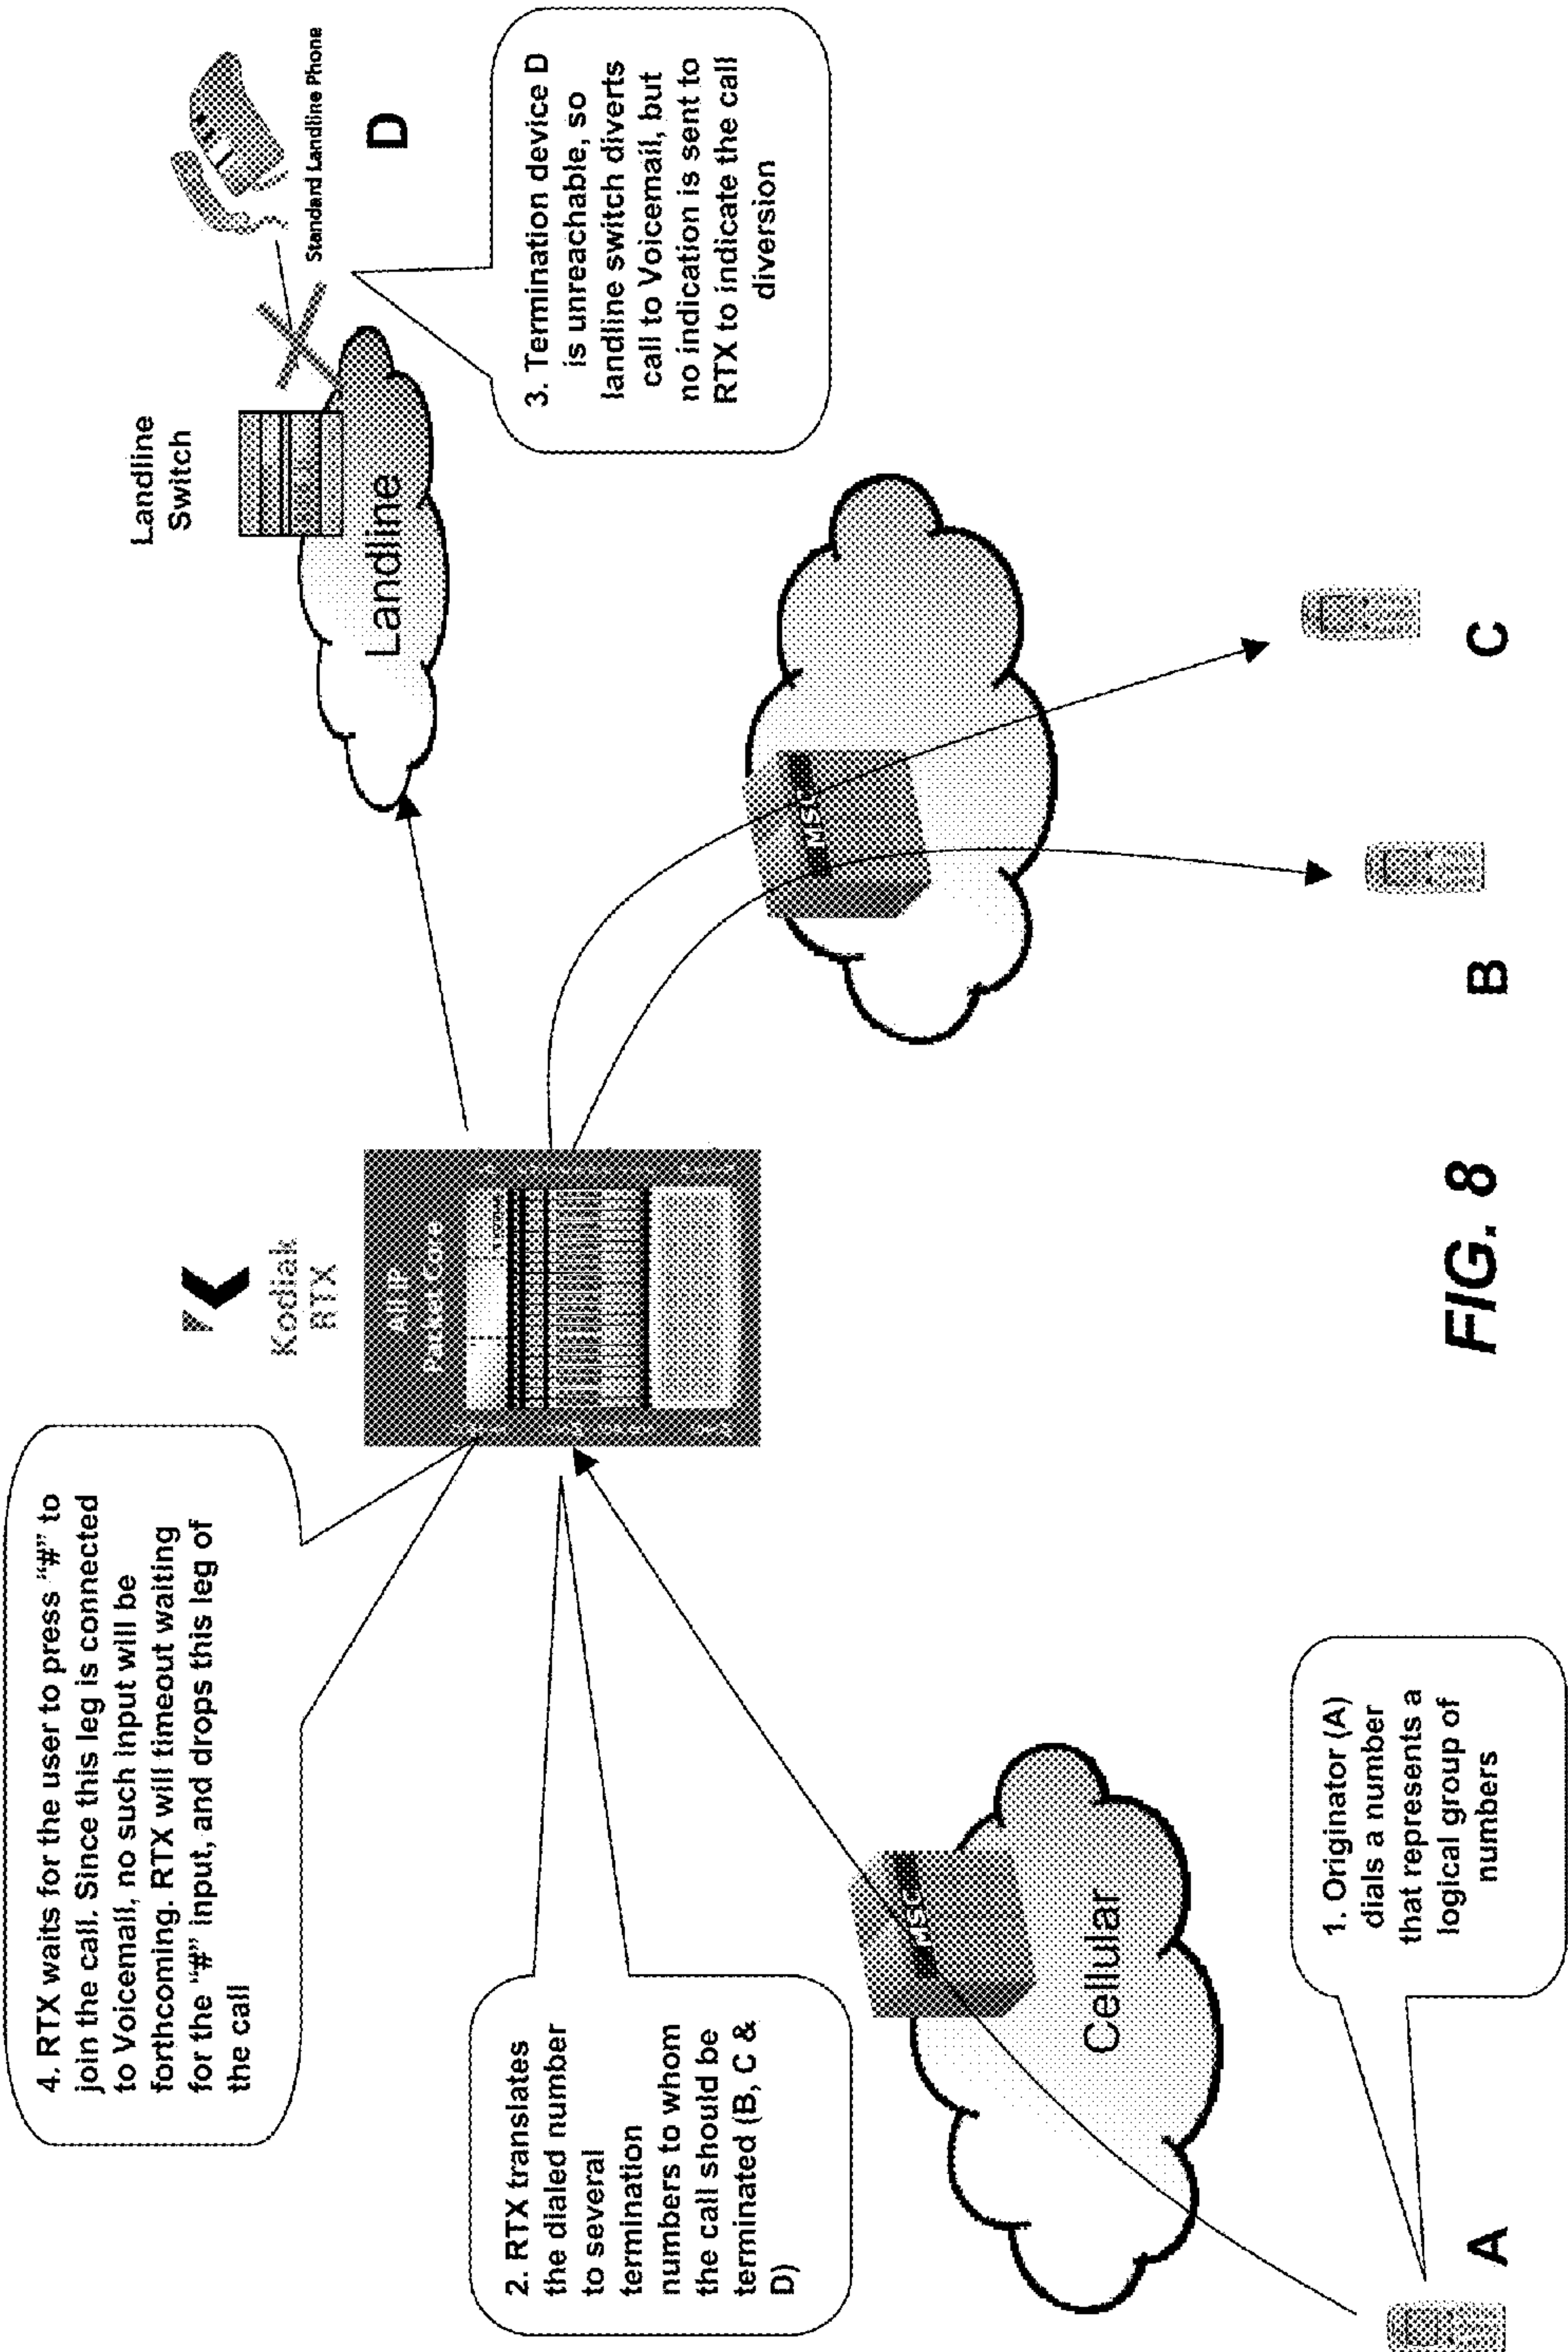 4. RTX waits for the user to press "#" to
join the call. Since this leg is connected
to Voicemail, no such input will be
forthcoming. RTX will timeout waiting
for the "#" input, and drops this leg of
the call
Kodiak
RTX
All IP
Packet Core
Landline
Switch
Landline
Standard Landline Phone
D
3. Termination device D
is unreachable, so
landline switch diverts
call to Voicemail, but
no indication is sent to
RTX to indicate the call
diversion
2. RTX translates
the dialed number
to several
termination
numbers to whom
the call should be
terminated (B, C &
D)
MSC
Cellular
MSC
1. Originator (A)
dials a number
that represents a
logical group of
numbers
A
B
C
FIG. 8